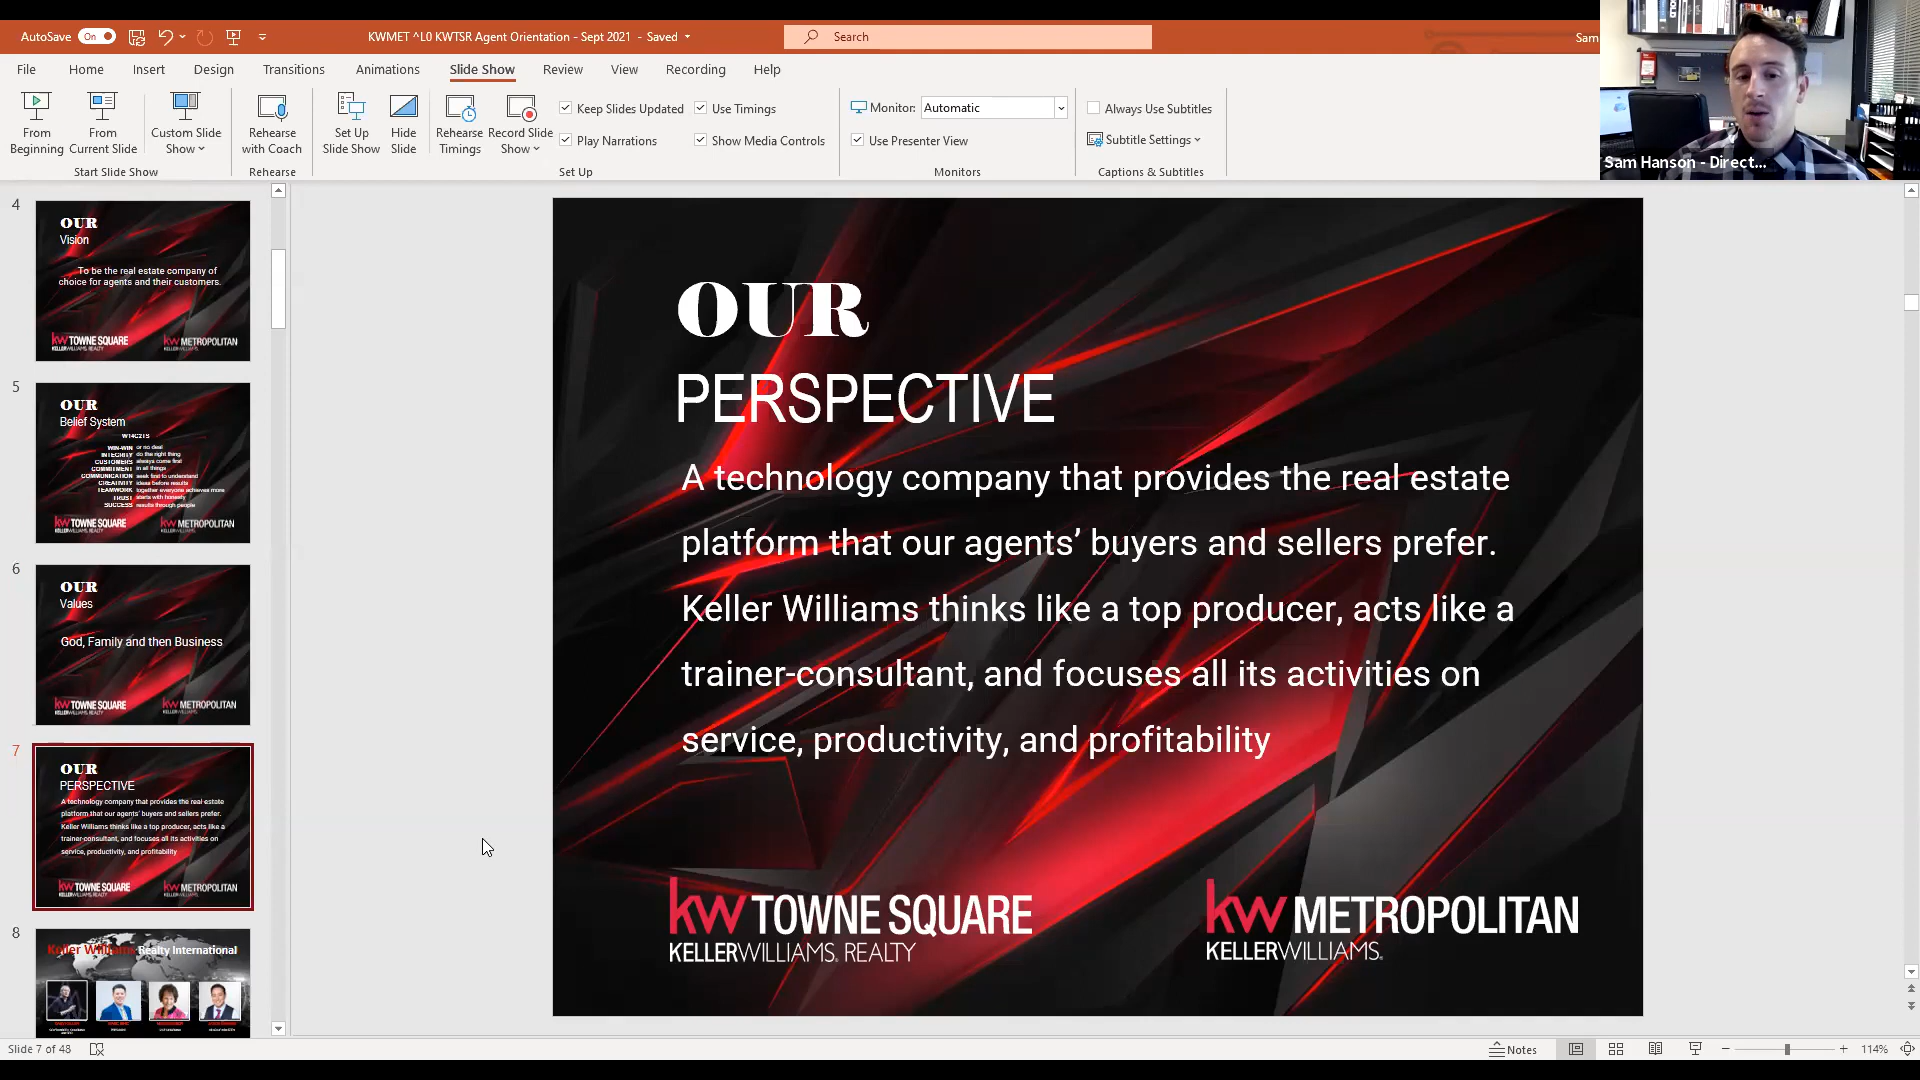 AutoSave On
KWMET ^L0 KWTSR Agent Orientation - Sept 2021 - Saved
Search
Sam
File Home Insert Design Transitions Animations Slide Show Review View Recording Help
From Beginning
From Current Slide
Custom Slide Show
Rehearse with Coach
Set Up Slide Show
Hide Slide
Rehearse Timings
Record Slide Show
Keep Slides Updated
Use Timings
Play Narrations
Show Media Controls
Monitor: Automatic
Use Presenter View
Always Use Subtitles
Subtitle Settings
Start Slide Show
Rehearse
Set Up
Monitors
Captions & Subtitles
Sam Hanson - Direct...
4
OUR
Vision
To be the real estate company of
choice for agents and their customers.
kw TOWNE SQUARE
KELLERWILLIAMS. REALTY
kw METROPOLITAN
KELLERWILLIAMS.
5
OUR
Belief System
WI4C2TS
WIN-WIN or no deal
INTEGRITY do the right thing
CUSTOMERS always come first
COMMITMENT in all things
COMMUNICATION seek first to understand
CREATIVITY ideas before results
TEAMWORK together everyone achieves more
TRUST starts with honesty
SUCCESS results through people
kw TOWNE SQUARE
KELLERWILLIAMS. REALTY
kw METROPOLITAN
KELLERWILLIAMS.
6
OUR
Values
God, Family and then Business
kw TOWNE SQUARE
KELLERWILLIAMS. REALTY
kw METROPOLITAN
KELLERWILLIAMS.
7
OUR
PERSPECTIVE
A technology company that provides the real estate
platform that our agents’ buyers and sellers prefer.
Keller Williams thinks like a top producer, acts like a
trainer-consultant, and focuses all its activities on
service, productivity, and profitability
kw TOWNE SQUARE
KELLERWILLIAMS. REALTY
kw METROPOLITAN
KELLERWILLIAMS.
8
Keller Williams Realty International
OUR
PERSPECTIVE
A technology company that provides the real estate
platform that our agents’ buyers and sellers prefer.
Keller Williams thinks like a top producer, acts like a
trainer-consultant, and focuses all its activities on
service, productivity, and profitability
kw TOWNE SQUARE
KELLERWILLIAMS. REALTY
kw METROPOLITAN
KELLERWILLIAMS.
Slide 7 of 48
Notes
114%